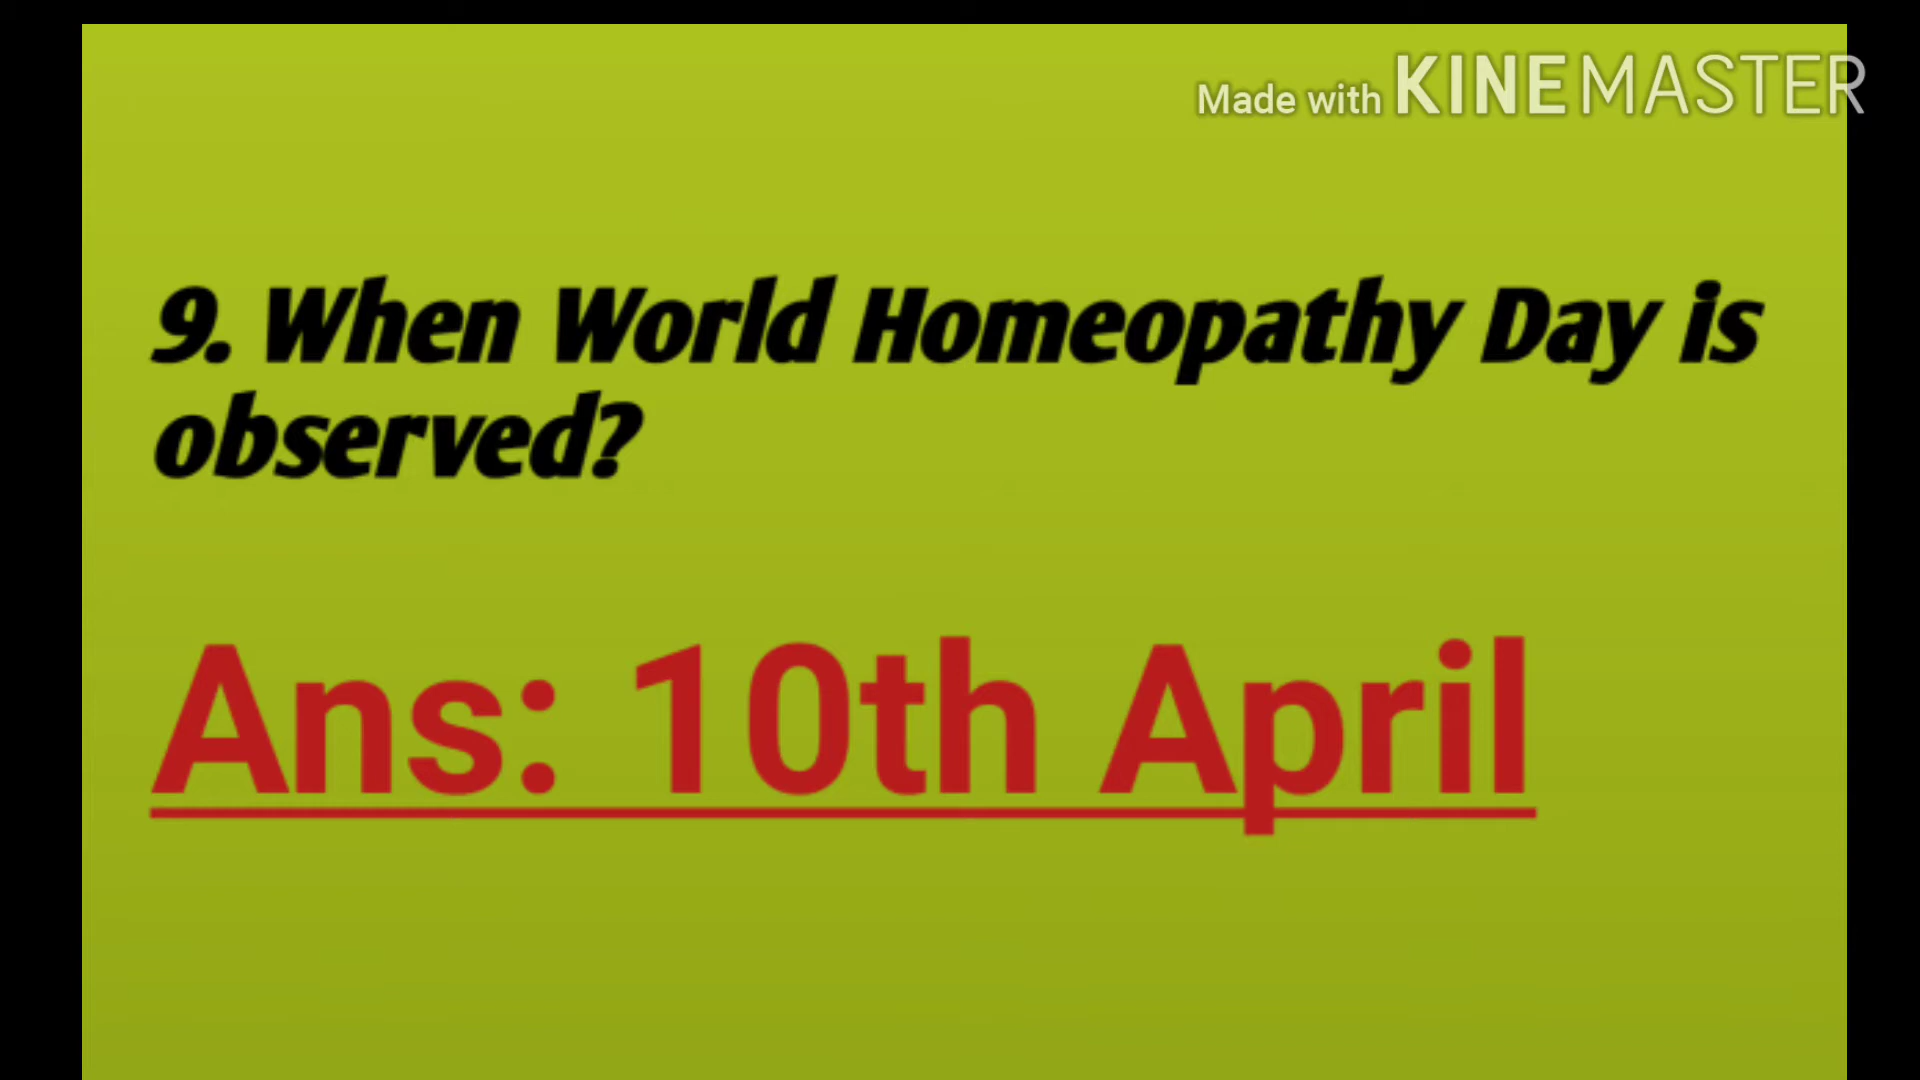 Made with KINEMASTER
9. When World Homeopathy Day is
observed?
Ans: 10th April